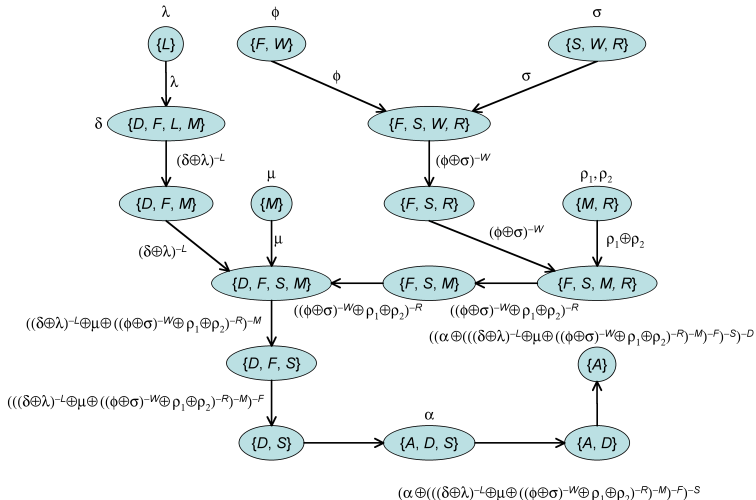 λ
ϕ
σ
{L}
{F, W}
{S, W, R}
λ
ϕ
σ
δ
{D, F, L, M}
{F, S, W, R}
(δ⊕λ)⁻ᴸ
(ϕ⊕σ)⁻ᵂ
μ
ρ₁, ρ₂
{D, F, M}
{M}
{F, S, R}
{M, R}
(δ⊕λ)⁻ᴸ
μ
(ϕ⊕σ)⁻ᵂ
ρ₁⊕ρ₂
{D, F, S, M}
{F, S, M}
{F, S, M, R}
((ϕ⊕σ)⁻ᵂ⊕ρ₁⊕ρ₂)⁻ᴿ
((ϕ⊕σ)⁻ᵂ⊕ρ₁⊕ρ₂)⁻ᴿ
((δ⊕λ)⁻ᴸ⊕μ⊕((ϕ⊕σ)⁻ᵂ⊕ρ₁⊕ρ₂)⁻ᴿ)⁻ᴹ
((α⊕(((δ⊕λ)⁻ᴸ⊕μ⊕((ϕ⊕σ)⁻ᵂ⊕ρ₁⊕ρ₂)⁻ᴿ)⁻ᴹ)⁻ꟳ)⁻ˢ)⁻ᴰ
{D, F, S}
{A}
(((δ⊕λ)⁻ᴸ⊕μ⊕((ϕ⊕σ)⁻ᵂ⊕ρ₁⊕ρ₂)⁻ᴿ)⁻ᴹ)⁻ꟳ
α
{D, S}
{A, D, S}
{A, D}
(α⊕(((δ⊕λ)⁻ᴸ⊕μ⊕((ϕ⊕σ)⁻ᵂ⊕ρ₁⊕ρ₂)⁻ᴿ)⁻ᴹ)⁻ꟳ)⁻ˢ